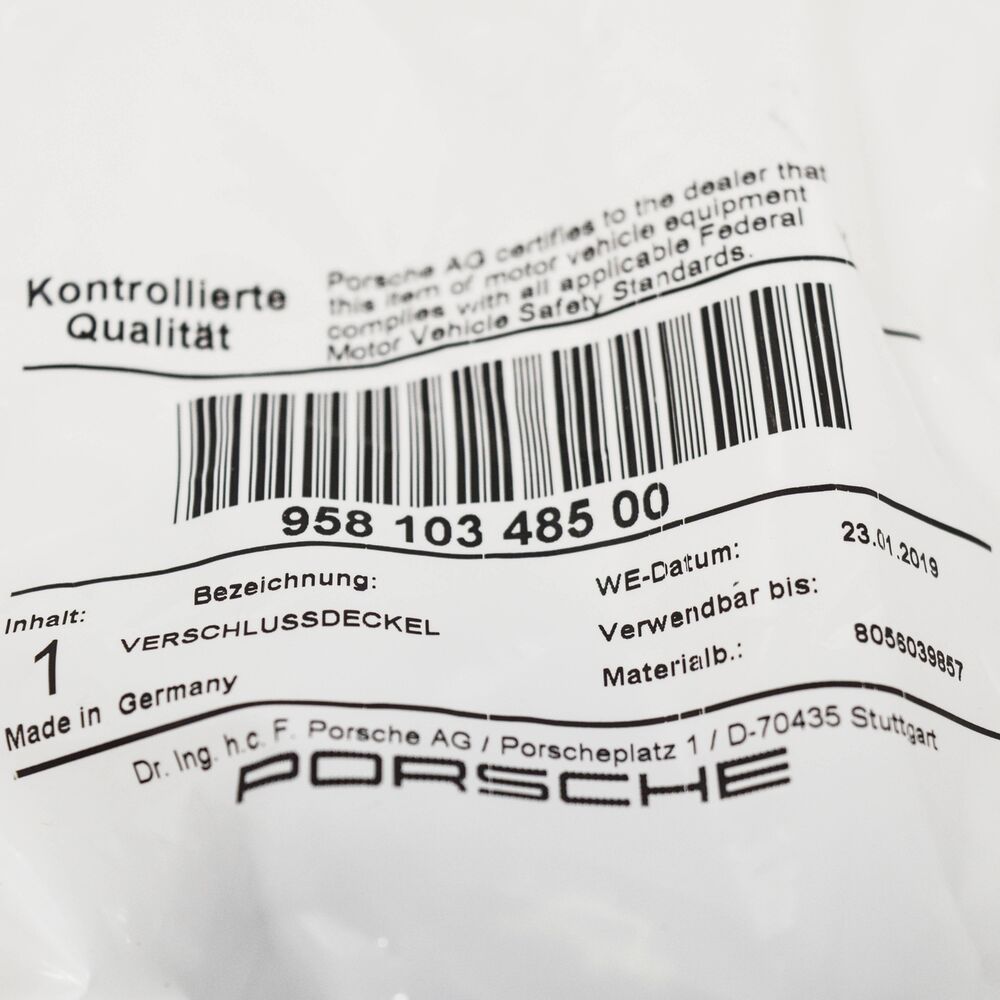 Kontrollierte
Qualität
Porsche AG certifies to the dealer that
this item of motor vehicle equipment
complies with all applicable Federal
Motor Vehicle Safety Standards.
958 103 485 00
Inhalt:
1
Bezeichnung:
VERSCHLUSSDECKEL
Made in Germany
WE-Datum: 23.01.2019
Verwendbar bis:
Materialb.: 8056039857
Dr. Ing. h.c. F. Porsche AG / Porscheplatz 1 / D-70435 Stuttgart
PORSCHE